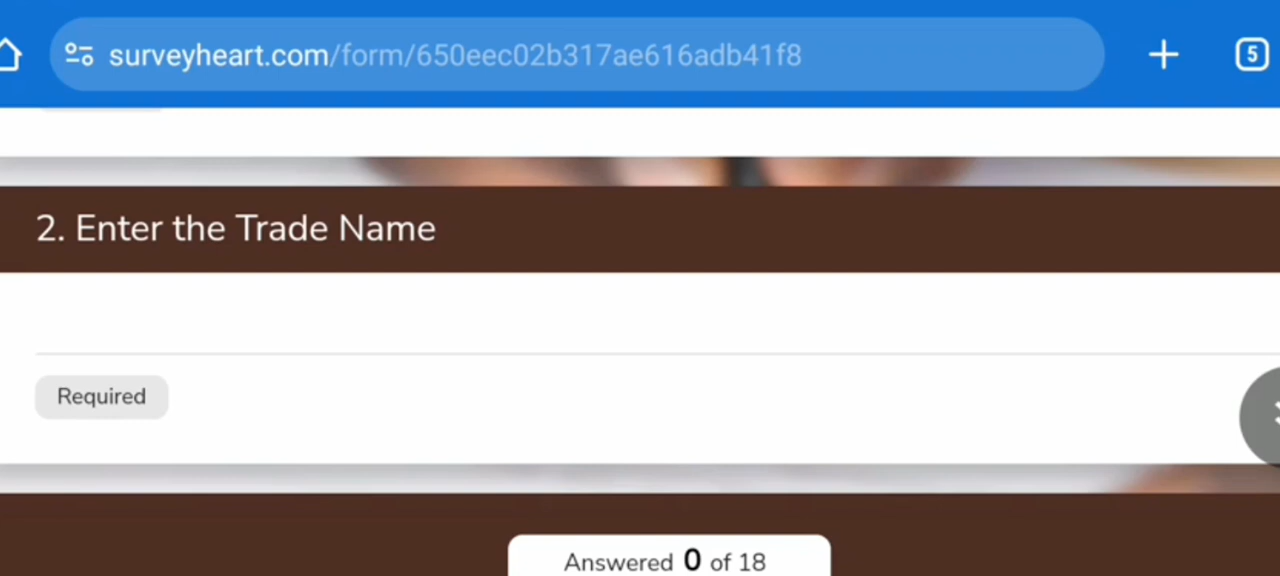 surveyheart.com/form/650eec02b317ae616adb41f8
5
2. Enter the Trade Name
Required
Answered 0 of 18